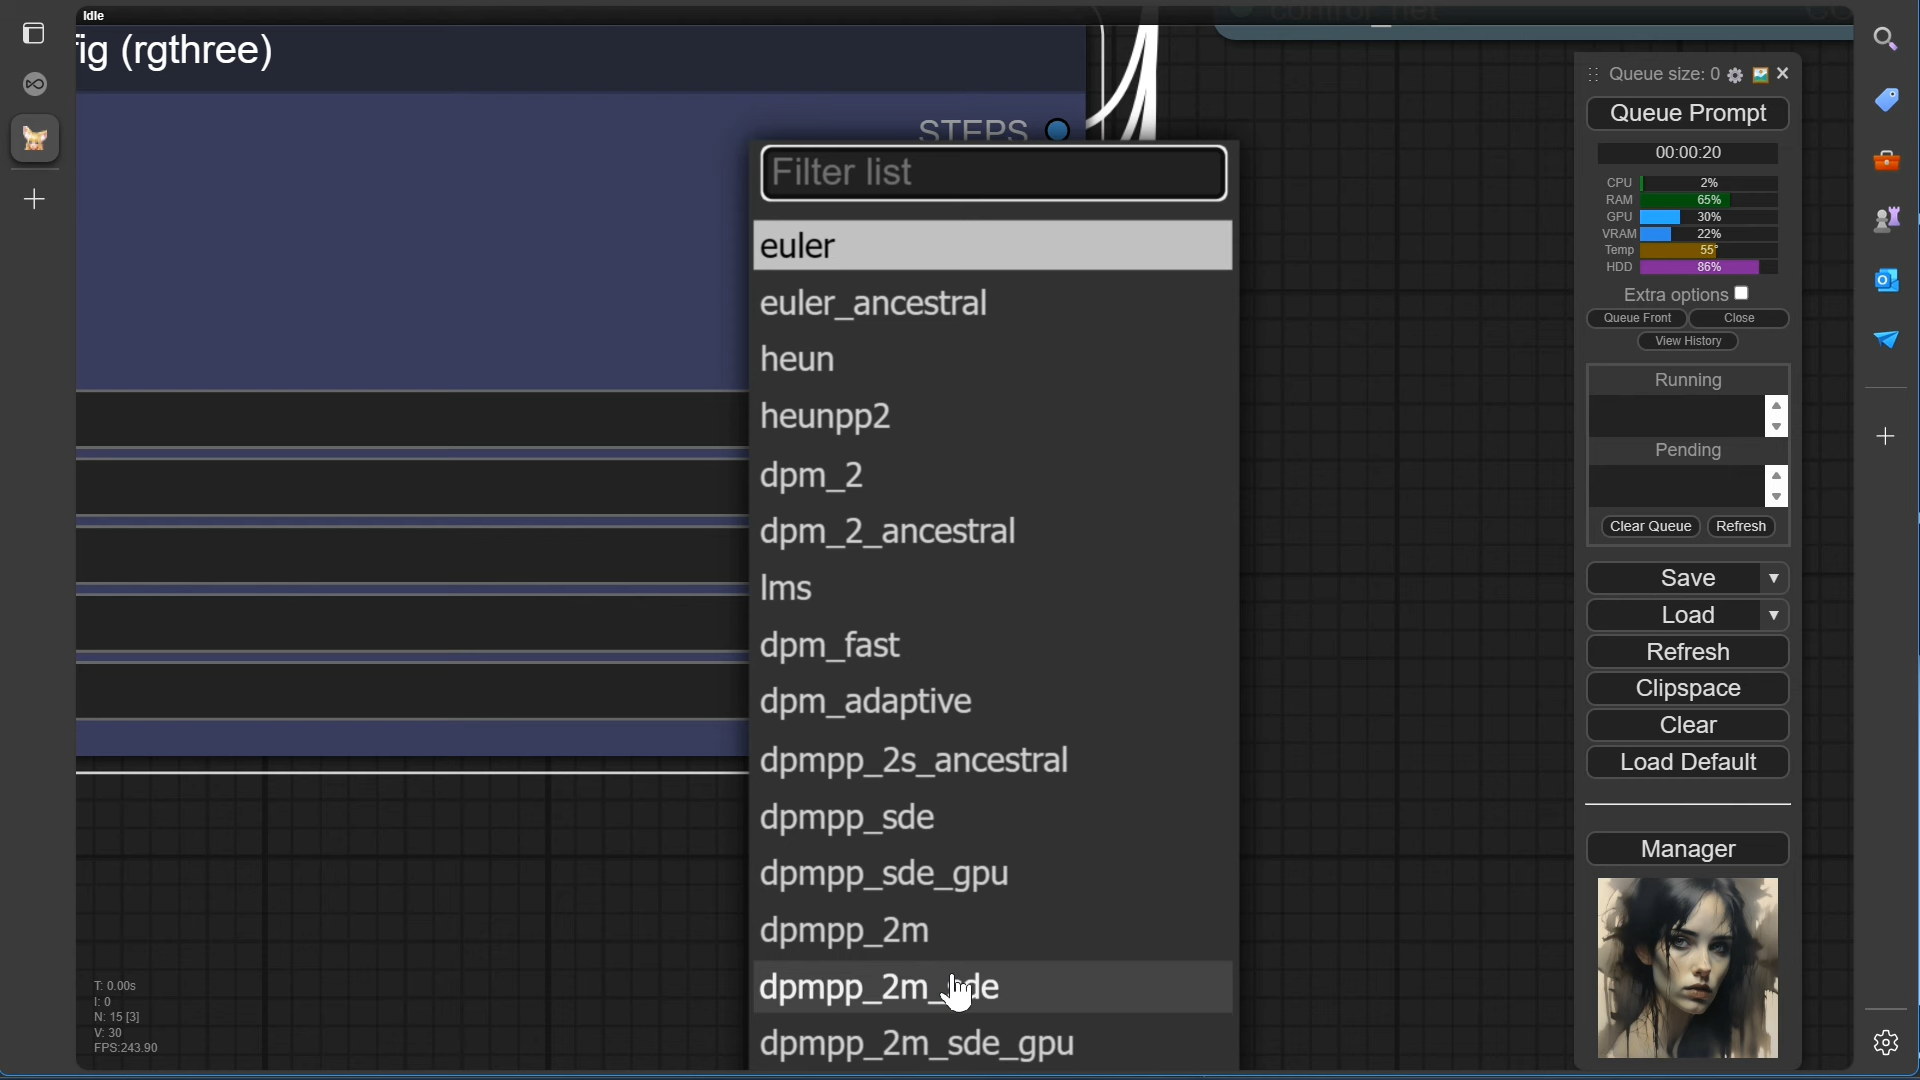 Idle
fig (rgthree)
STEPS
Filter list
euler
euler_ancestral
heun
heunpp2
dpm_2
dpm_2_ancestral
lms
dpm_fast
dpm_adaptive
dpmpp_2s_ancestral
dpmpp_sde
dpmpp_sde_gpu
dpmpp_2m
dpmpp_2m_sde
dpmpp_2m_sde_gpu
T: 0.00s
I: 0
N: 15 [3]
V: 30
FPS:243.90
control_net
Queue size: 0
Queue Prompt
00:00:20
CPU 2%
RAM 65%
GPU 30%
VRAM 22%
Temp 55°
HDD 86%
Extra options
Queue Front Close
View History
Running
Pending
Clear Queue Refresh
Save
Load
Refresh
Clipspace
Clear
Load Default
Manager